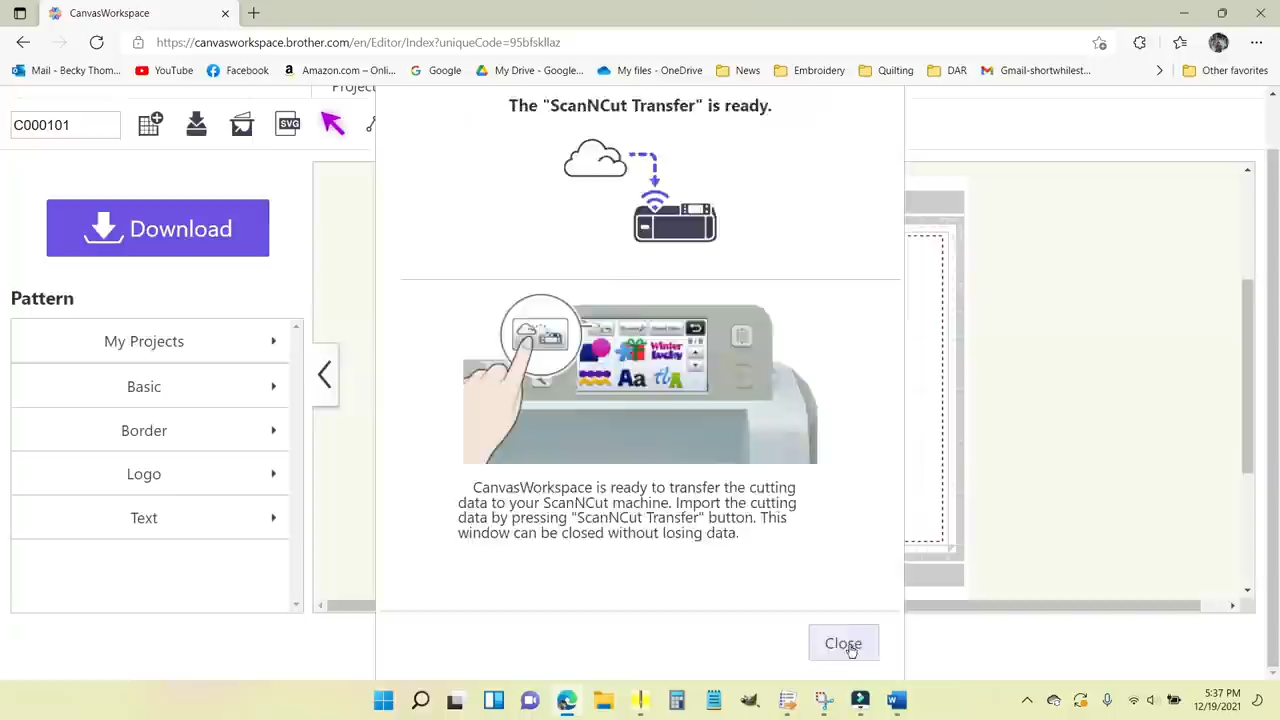 CanvasWorkspace
https://canvasworkspace.brother.com/en/Editor/Index?uniqueCode=95bfskllaz
Mail - Becky Thom...
YouTube
Facebook
Amazon.com – Onli...
Google
My Drive - Google...
My files - OneDrive
News
Embroidery
Quilting
DAR
Gmail-shortwhilest...
Other favorites
Project
C000101
SVG
Download
Pattern
My Projects
Basic
Border
Logo
Text
The "ScanNCut Transfer" is ready.
Winter
Lucky
Aa
CanvasWorkspace is ready to transfer the cutting
data to your ScanNCut machine. Import the cutting
data by pressing "ScanNCut Transfer" button. This
window can be closed without losing data.
Close
5:37 PM
12/19/2021